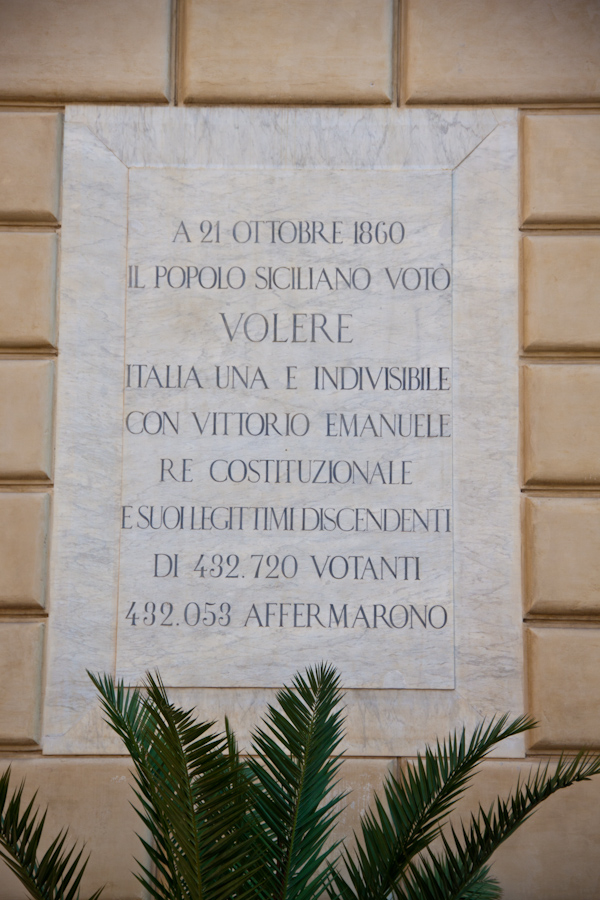 A 21 OTTOBRE 1860
IL POPOLO SICILIANO VOTÒ
VOLERE
ITALIA UNA E INDIVISIBILE
CON VITTORIO EMANUELE
RE COSTITUZIONALE
E SUOI LEGITTIMI DISCENDENTI
DI 432.720 VOTANTI
432.053 AFFERMARONO